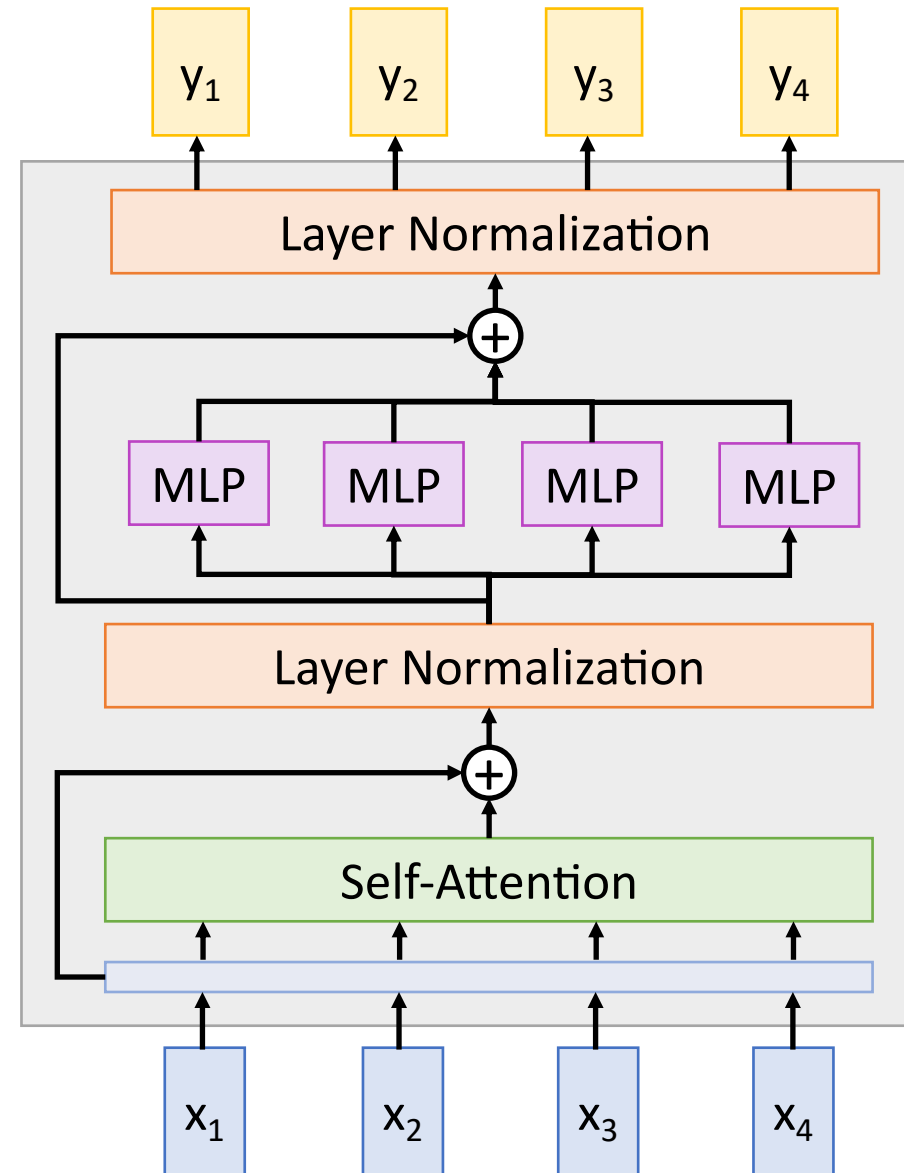 y1 y2 y3 y4
Layer Normalization
+
MLP MLP MLP MLP
Layer Normalization
+
Self-Attention
x1 x2 x3 x4